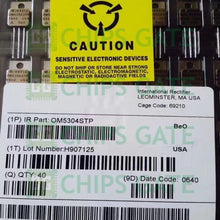 CAUTION
SENSITIVE ELECTRONIC DEVICES
DO NOT SHIP OR STORE NEAR STRONG
ELECTROSTATIC, ELECTROMAGNETIC,
MAGNETIC OR RADIOACTIVE FIELDS
International Rectifier
LEOMINSTER, MA USA
Cage Code: 69210
(1P) IR Part: OM5304STP
BeO
(1T) Lot Number: H907125
USA
(Q) QTY: 40
(9D) Date Code: 0640
CHIPS GATE